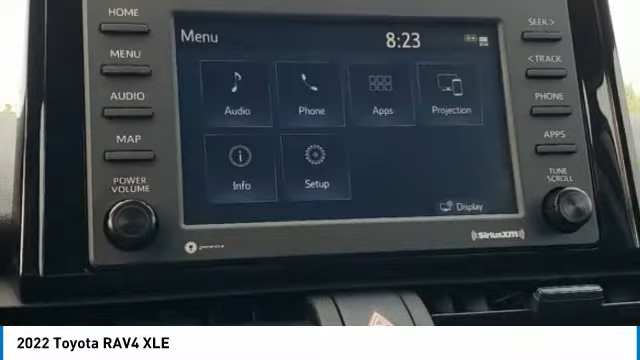 HOME
MENU
AUDIO
MAP
POWER
VOLUME
Menu
8:23
Audio
Phone
Apps
Projection
Info
Setup
Display
SEEK >
< TRACK
PHONE
APPS
TUNE
SCROLL
((SiriusXM))
2022 Toyota RAV4 XLE